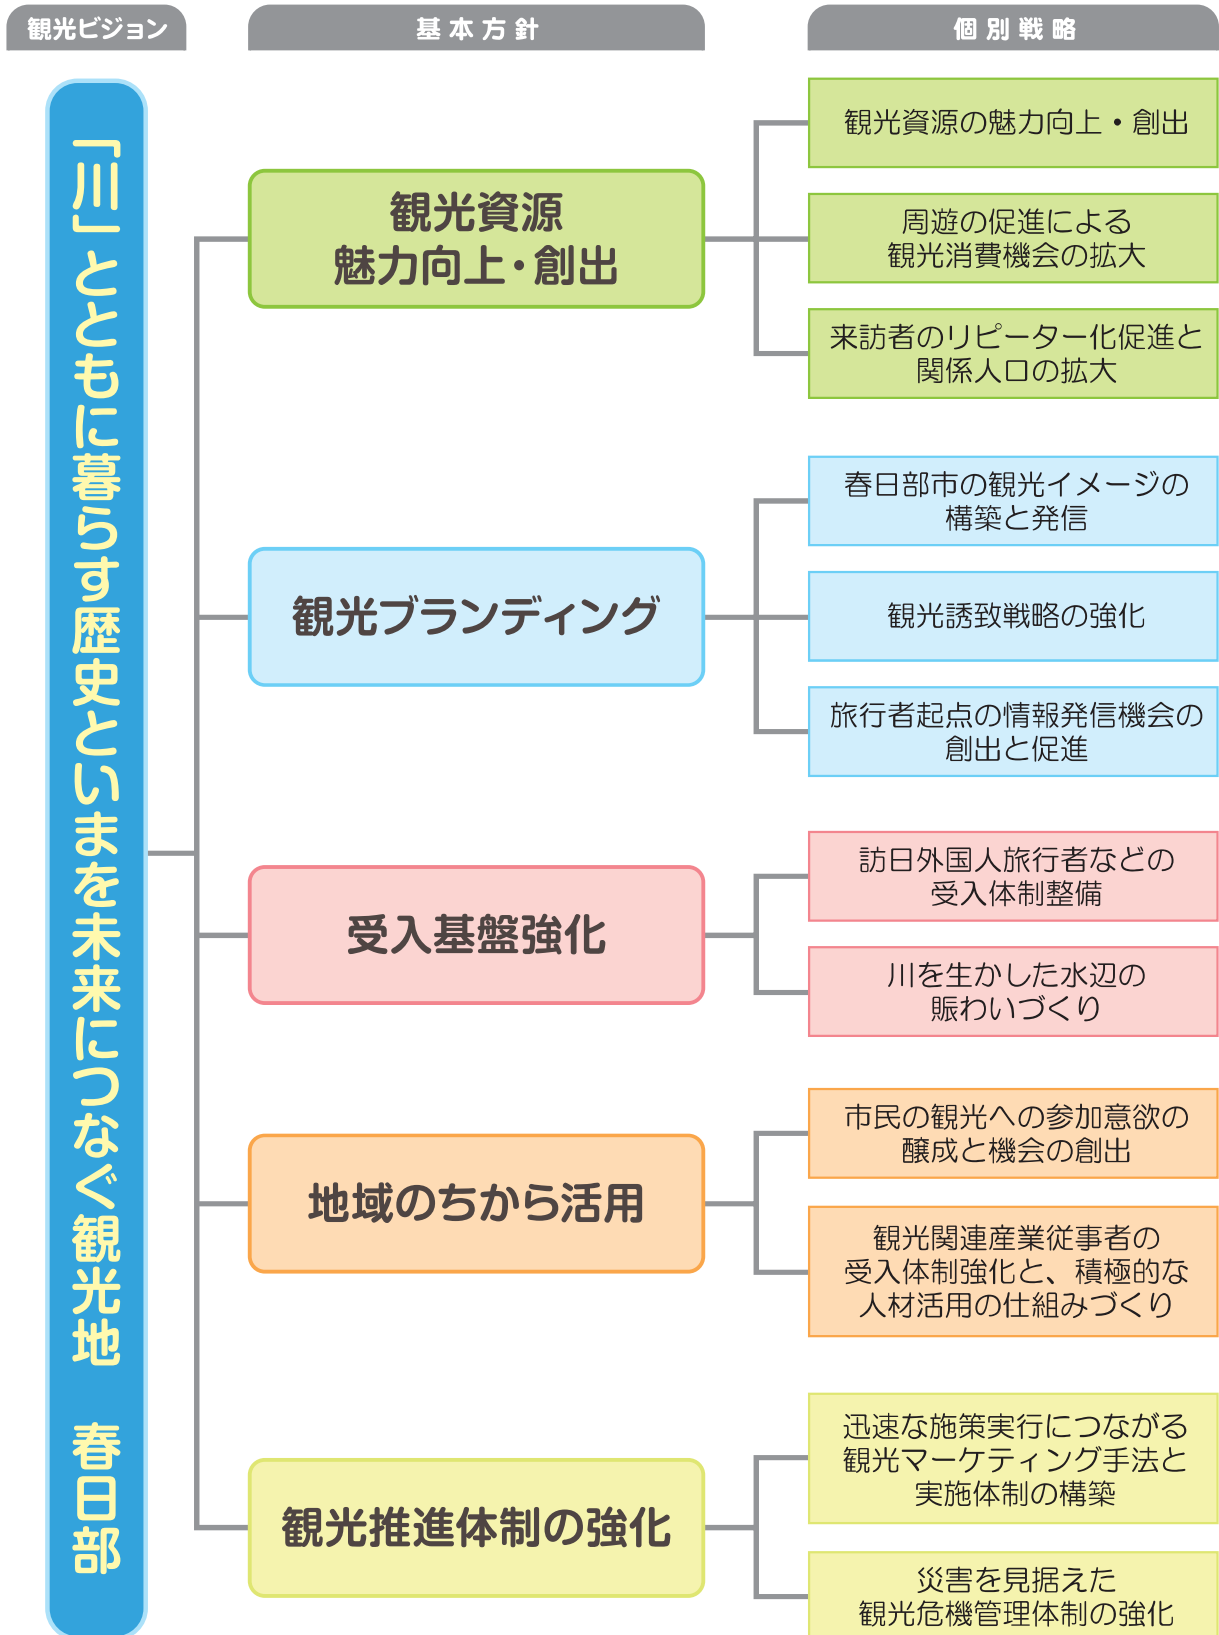 観光ビジョン
基本方針
個別戦略
「川」とともに暮らす歴史といまを未来につなぐ観光地　春日部
観光資源
魅力向上・創出
観光資源の魅力向上・創出
周遊の促進による
観光消費機会の拡大
来訪者のリピーター化促進と
関係人口の拡大
観光ブランディング
春日部市の観光イメージの
構築と発信
観光誘致戦略の強化
旅行者起点の情報発信機会の
創出と促進
受入基盤強化
訪日外国人旅行者などの
受入体制整備
川を生かした水辺の
賑わいづくり
地域のちから活用
市民の観光への参加意欲の
醸成と機会の創出
観光関連産業従事者の
受入体制強化と、積極的な
人材活用の仕組みづくり
観光推進体制の強化
迅速な施策実行につながる
観光マーケティング手法と
実施体制の構築
災害を見据えた
観光危機管理体制の強化